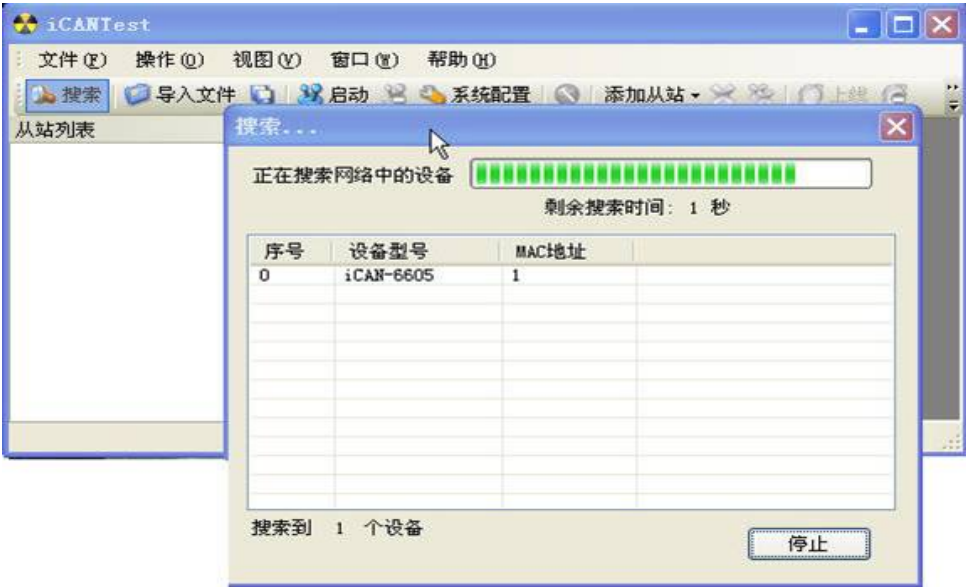 iCANTest
文件(F) 操作(O) 视图(V) 窗口(W) 帮助(H)
搜索 导入文件 启动 系统配置 添加从站 上线
从站列表
搜索...
正在搜索网络中的设备
剩余搜索时间: 1 秒
序号 设备型号 MAC地址
0 iCAN-6605 1
搜索到 1 个设备
停止